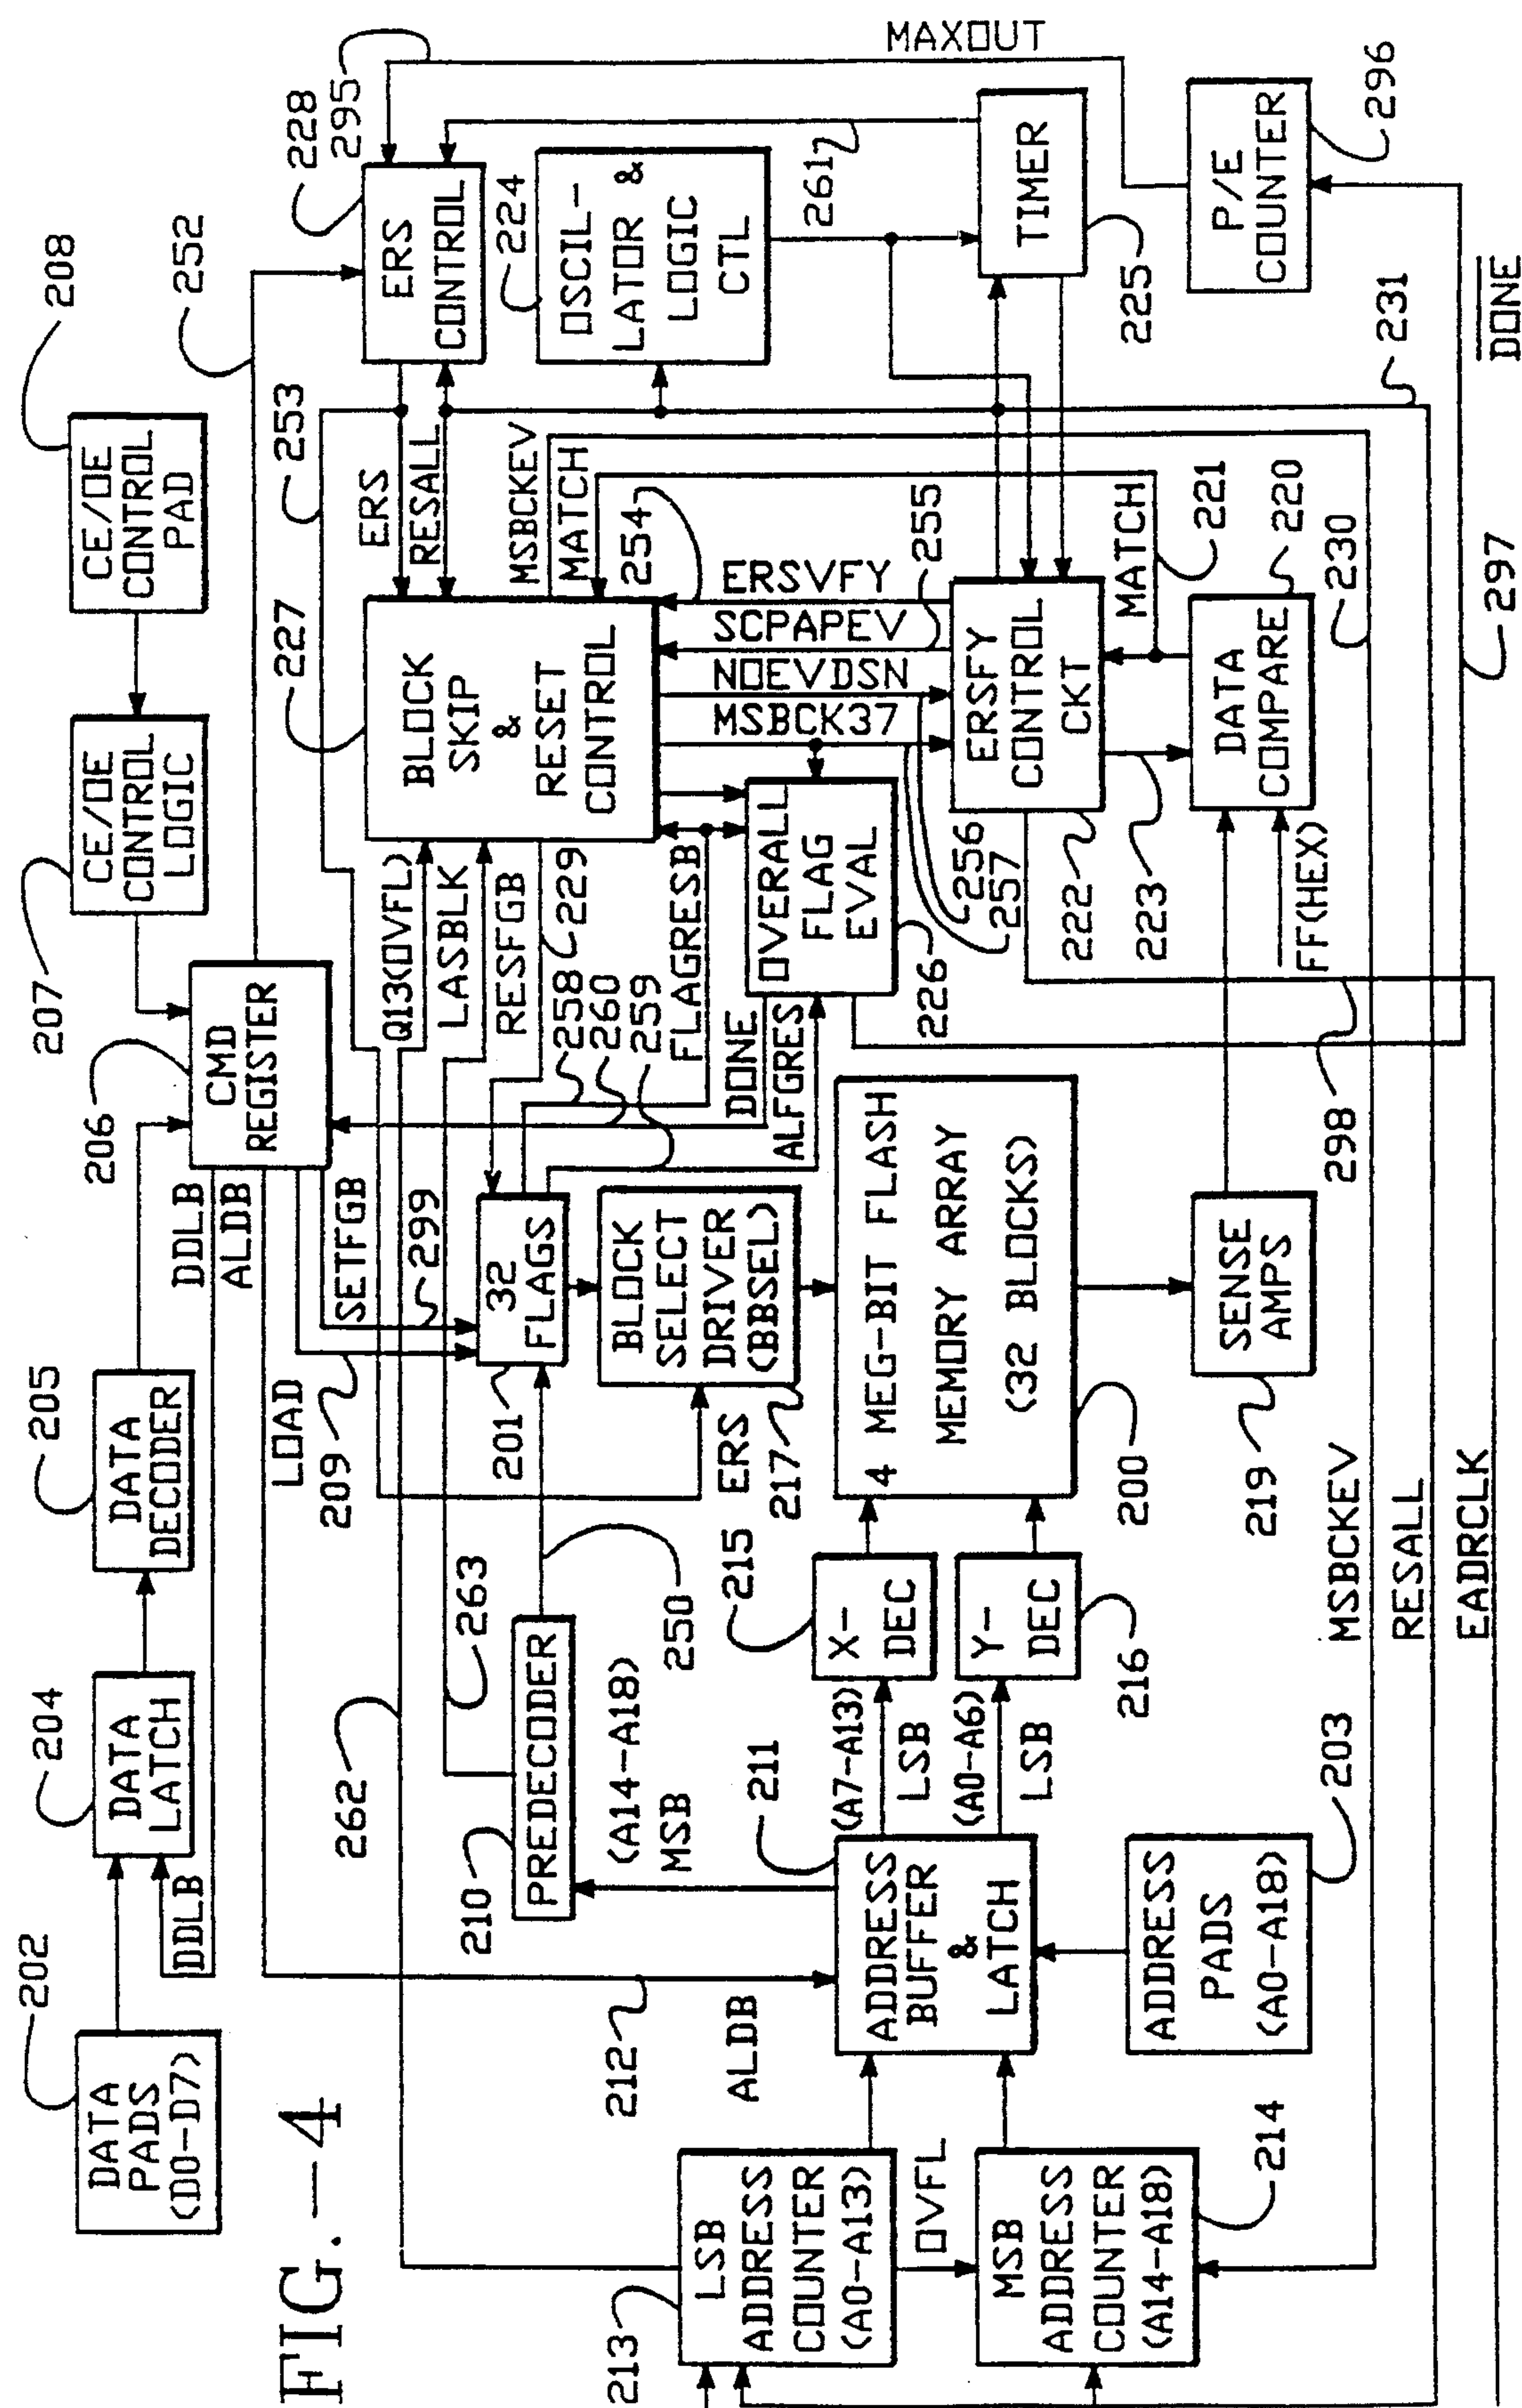 FIG.—4
202
DATA
PADS
(D0-D7)
204
DATA
LATCH
DDLB
205
DATA
DECODER
206
CMD
REGISTER
207
CE/OE
CONTROL
LOGIC
208
CE/OE
CONTROL
PAD
DDLB
ALDB
LOAD
209
SETFGB
299
252
253
262
263
212
ALDB
210
PREDECODER
(A14-A18)
MSB
250
201
32
FLAGS
BLOCK
SELECT
DRIVER
(BBSEL)
ERS
217
Q13(OVFL)
LASBLK
RESFGB
229
258
260
259
FLAGRESB
DONE
ALFGRES
227
BLOCK
SKIP
&
RESET
CONTROL
ERS
RESALL
MSBCKEV
MATCH
254
228
295
ERS
CONTROL
224
OSCIL-
LATOR &
LOGIC
CTL
261
MAXOUT
TIMER
225
P/E
COUNTER
296
ERSVFY
SCPAPEV
NOEVDSN
MSBCK37
255
256
257
OVERALL
FLAG
EVAL
226
ERSFY
CONTROL
CKT
222
223
MATCH
221
DATA
COMPARE
220
FF(HEX)
230
231
297
DONE
298
213
LSB
ADDRESS
COUNTER
(A0-A13)
OVFL
MSB
ADDRESS
COUNTER
(A14-A18)
214
211
ADDRESS
BUFFER
&
LATCH
ADDRESS
PADS
(A0-A18)
203
(A7-A13)
LSB
(A0-A6)
LSB
215
X-
DEC
Y-
DEC
216
4 MEG-BIT FLASH
MEMORY ARRAY
(32 BLOCKS)
200
SENSE
AMPS
219
MSBCKEV
RESALL
EADRCLK